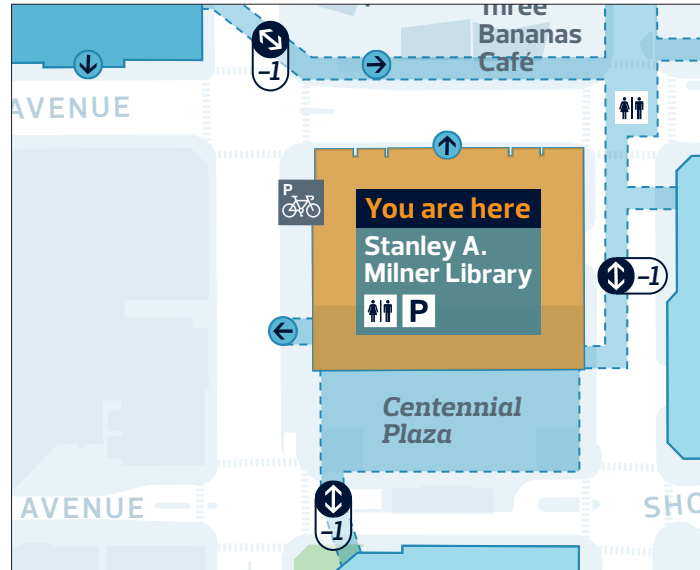 Three
Bananas
Café
–1
AVENUE
P
You are here
Stanley A.
Milner Library
P
–1
Centennial
Plaza
–1
AVENUE
SHO